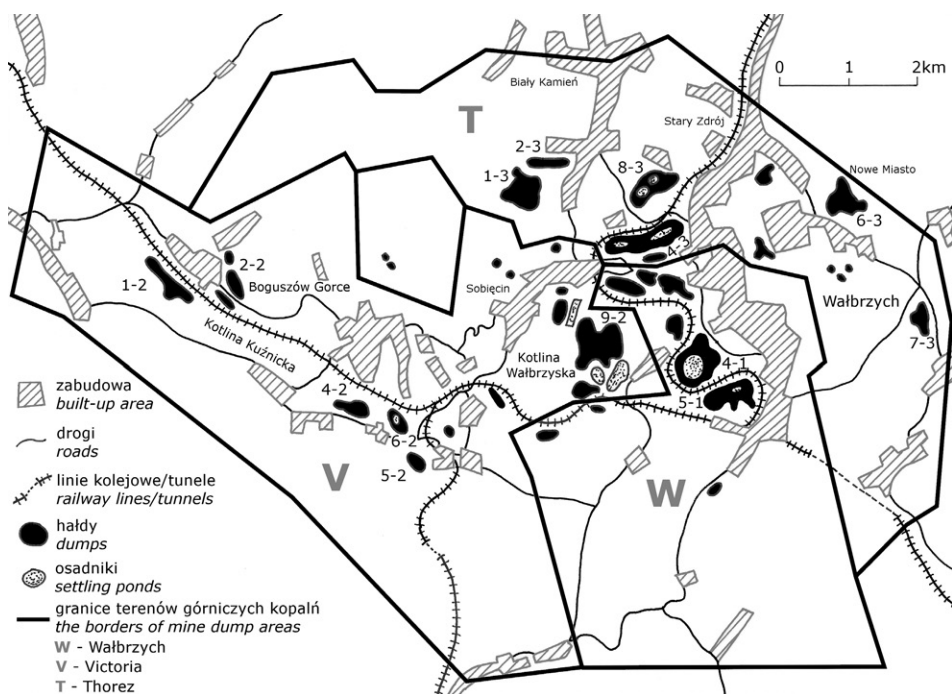 Biały Kamień
0 1 2km
T
Stary Zdrój
2-3
8-3
1-3
Nowe Miasto
6-3
4-3
2-2
1-2
Boguszów Gorce
Sobięcin
Wałbrzych
9-2
7-3
Kotlina Kuźnicka
Kotlina
Wałbrzyska
4-1
4-2
5-1
6-2
5-2
V
W
zabudowa
built-up area
drogi
roads
linie kolejowe/tunele
railway lines/tunnels
hałdy
dumps
osadniki
settling ponds
granice terenów górniczych kopalń
the borders of mine dump areas
W - Wałbrzych
V - Victoria
T - Thorez